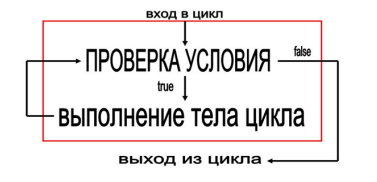 вход в цикл
ПРОВЕРКА УСЛОВИЯ
false
true
выполнение тела цикла
выход из цикла